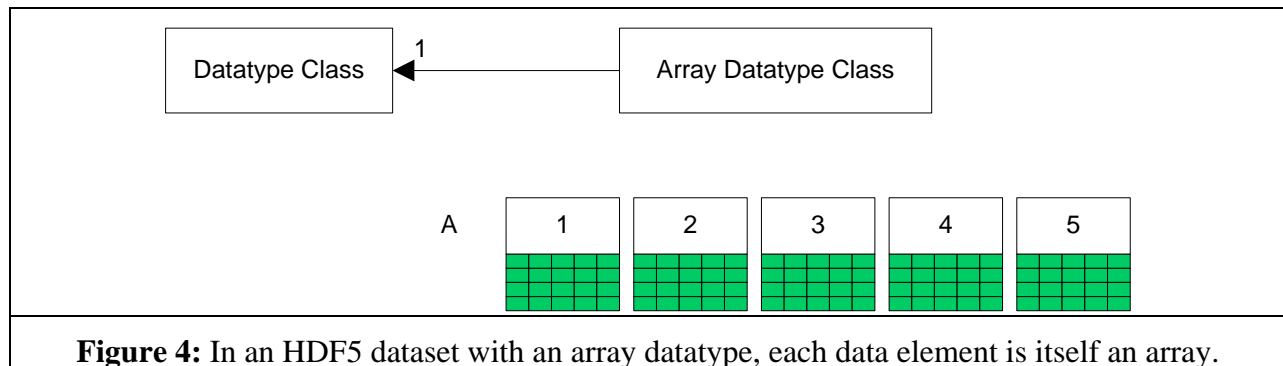 1
Datatype Class Array Datatype Class
A 1 2 3 4 5
Figure 4: In an HDF5 dataset with an array datatype, each data element is itself an array.